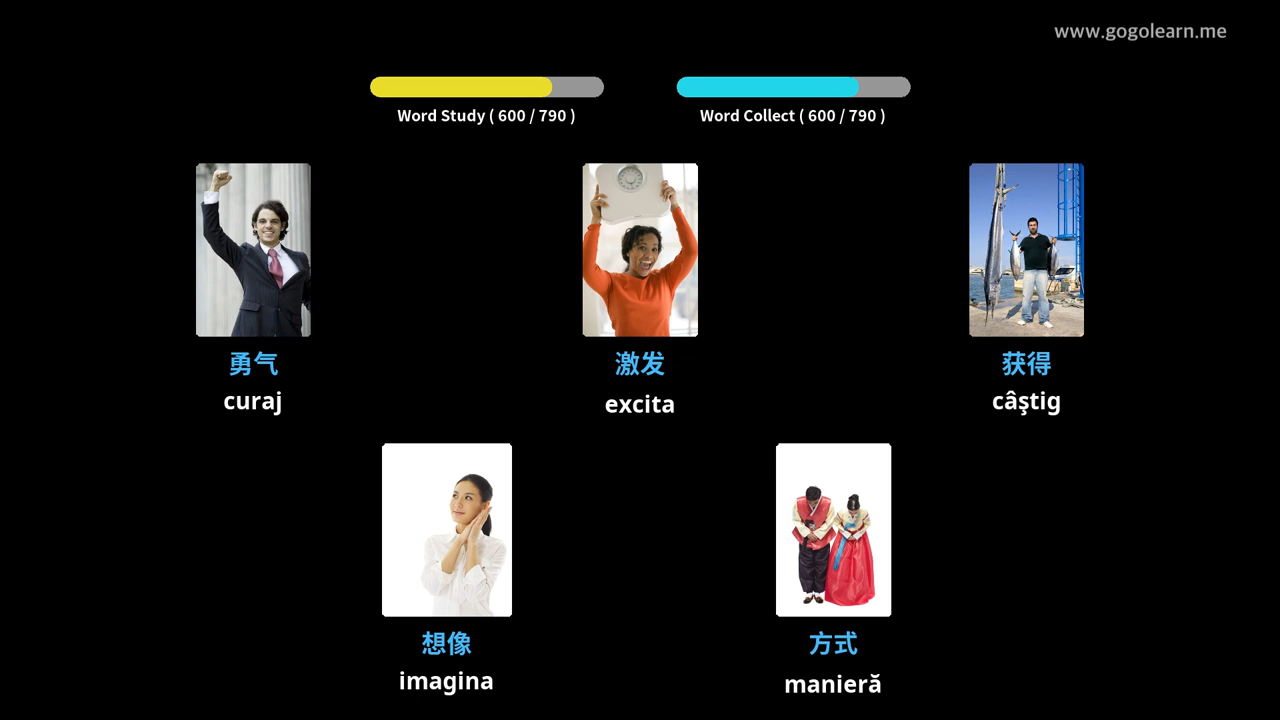 www.gogolearn.me
Word Study ( 600 / 790 )
Word Collect ( 600 / 790 )
勇气
curaj
激发
excita
获得
câştig
想像
imagina
方式
manieră